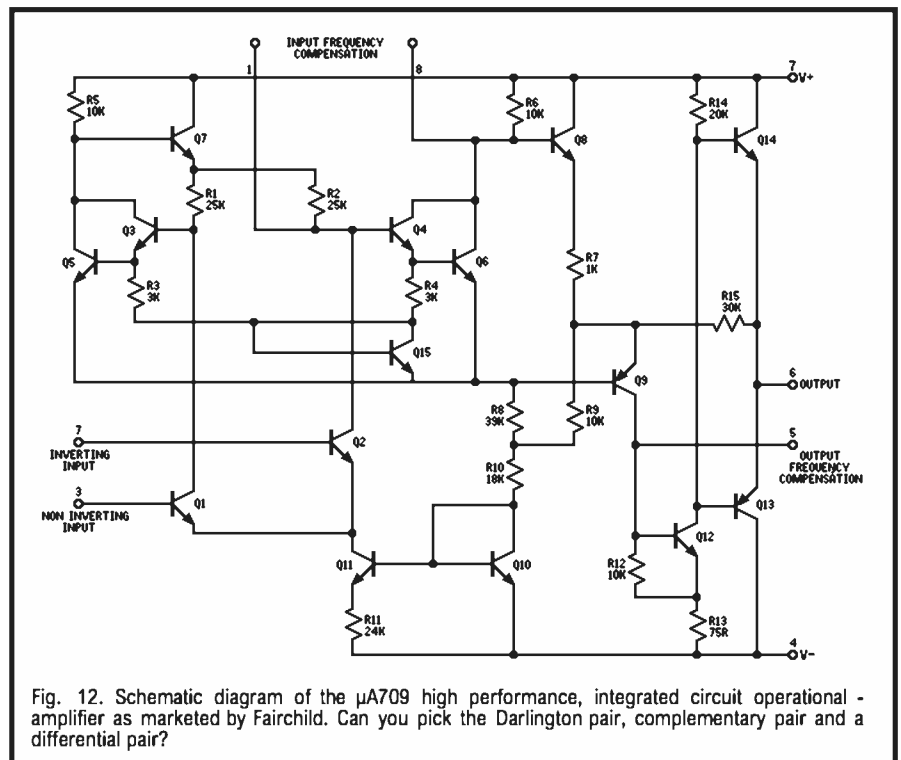 INPUT FREQUENCY
COMPENSATION
1
8
7
V+
R5
10K
R6
10K
R14
20K
Q7
Q8
Q14
R1
25K
R2
25K
Q3
Q4
Q5
Q6
R7
1K
R3
3K
R4
3K
R15
30K
Q15
Q9
6
OUTPUT
R8
39K
R9
10K
7
INVERTING
INPUT
Q2
5
OUTPUT
FREQUENCY
COMPENSATION
R10
18K
3
NON INVERTING
INPUT
Q1
Q13
Q12
Q11
Q10
R12
10K
R11
24K
R13
75R
4
V-
Fig. 12. Schematic diagram of the µA709 high performance, integrated circuit operational -
amplifier as marketed by Fairchild. Can you pick the Darlington pair, complementary pair and a
differential pair?